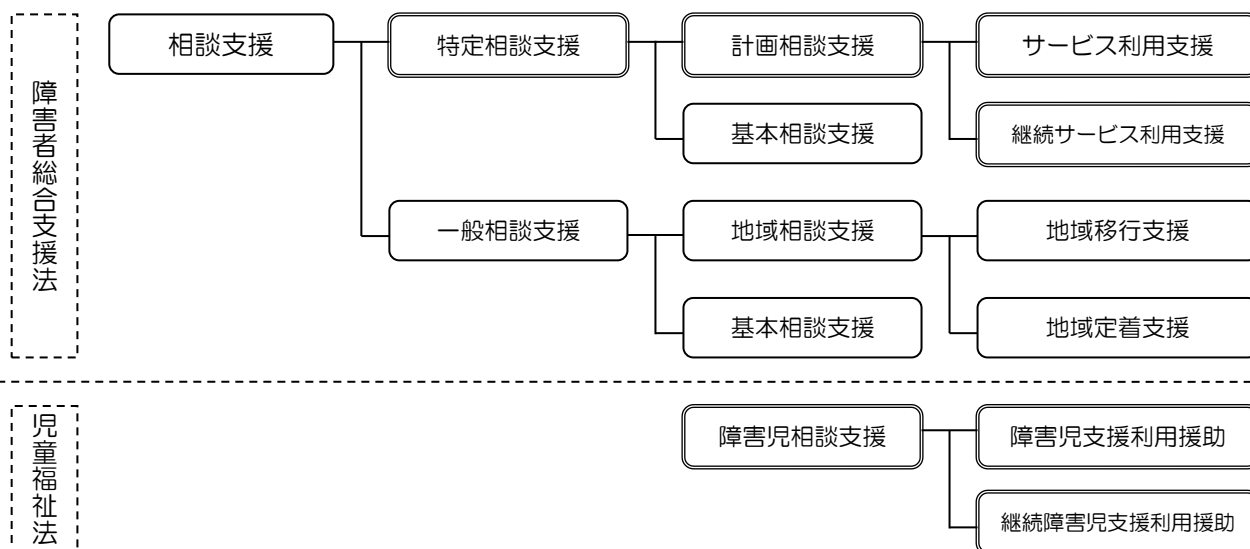 障害者総合支援法
相談支援
特定相談支援
計画相談支援
サービス利用支援
基本相談支援
継続サービス利用支援
一般相談支援
地域相談支援
地域移行支援
基本相談支援
地域定着支援
児童福祉法
障害児相談支援
障害児支援利用援助
継続障害児支援利用援助